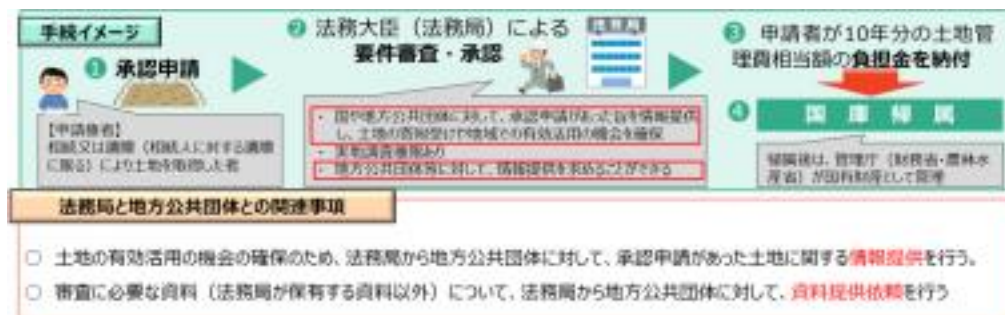 手続イメージ
① 承認申請
【申請権者】
相続又は遺贈（相続人に対する遺贈
に限る）により土地を取得した者
② 法務大臣（法務局）による
要件審査・承認
・ 国や地方公共団体に対して、承認申請があった旨を情報提供
し、土地の寄附受けや地域での有効活用の機会を確保
・ 実地調査権限あり
・ 地方公共団体等に対して、情報提供を求めることができる
③ 申請者が10年分の土地管
理費相当額の負担金を納付
④ 国庫帰属
帰属後は、管理庁（財務省・農林水
産省）が国有財産として管理
法務局と地方公共団体との関連事項
○ 土地の有効活用の機会の確保のため、法務局から地方公共団体に対して、承認申請があった土地に関する情報提供を行う。
○ 審査に必要な資料（法務局が保有する資料以外）について、法務局から地方公共団体に対して、資料提供依頼を行う